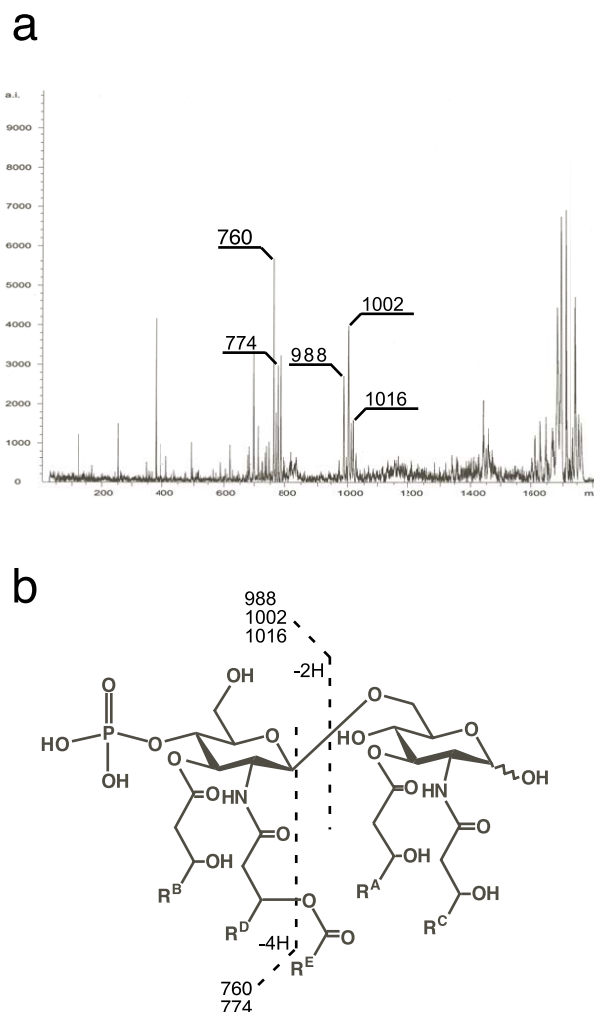 a
a.i.
9000
8000
7000
6000
5000
4000
3000
2000
1000
0
760
774
988
1002
1016
200
400
600
800
1000
1200
1400
1600
b
988
1002
1016
-2H
OH
O
HO
P
O
OH
O
O
HO
O
OH
O
O
OH
HN
O
R^B
O
R^D
-4H
O
R^E
O
O
HN
OH
R^A
O
OH
R^C
760
774